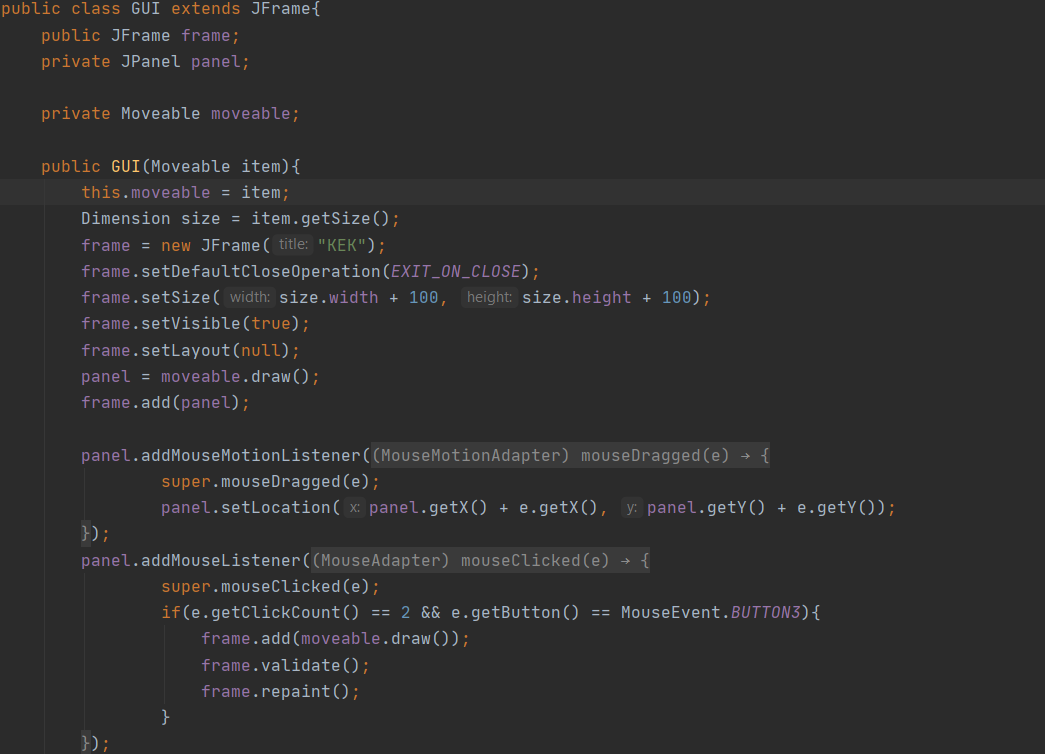 public class GUI extends JFrame{
    public JFrame frame;
    private JPanel panel;

    private Moveable moveable;

    public GUI(Moveable item){
        this.moveable = item;
        Dimension size = item.getSize();
        frame = new JFrame( title: "KEK");
        frame.setDefaultCloseOperation(EXIT_ON_CLOSE);
        frame.setSize( width: size.width + 100, height: size.height + 100);
        frame.setVisible(true);
        frame.setLayout(null);
        panel = moveable.draw();
        frame.add(panel);

        panel.addMouseMotionListener((MouseMotionAdapter) mouseDragged(e) → {
                super.mouseDragged(e);
                panel.setLocation( x: panel.getX() + e.getX(), y: panel.getY() + e.getY());
        });
        panel.addMouseListener((MouseAdapter) mouseClicked(e) → {
                super.mouseClicked(e);
                if(e.getClickCount() == 2 && e.getButton() == MouseEvent.BUTTON3){
                    frame.add(moveable.draw());
                    frame.validate();
                    frame.repaint();
                }
        });